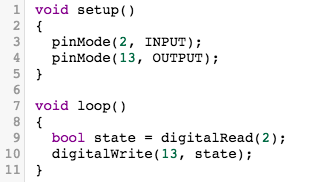 1 void setup()
2 {
3   pinMode(2, INPUT);
4   pinMode(13, OUTPUT);
5 }
6
7 void loop()
8 {
9   bool state = digitalRead(2);
10   digitalWrite(13, state);
11 }